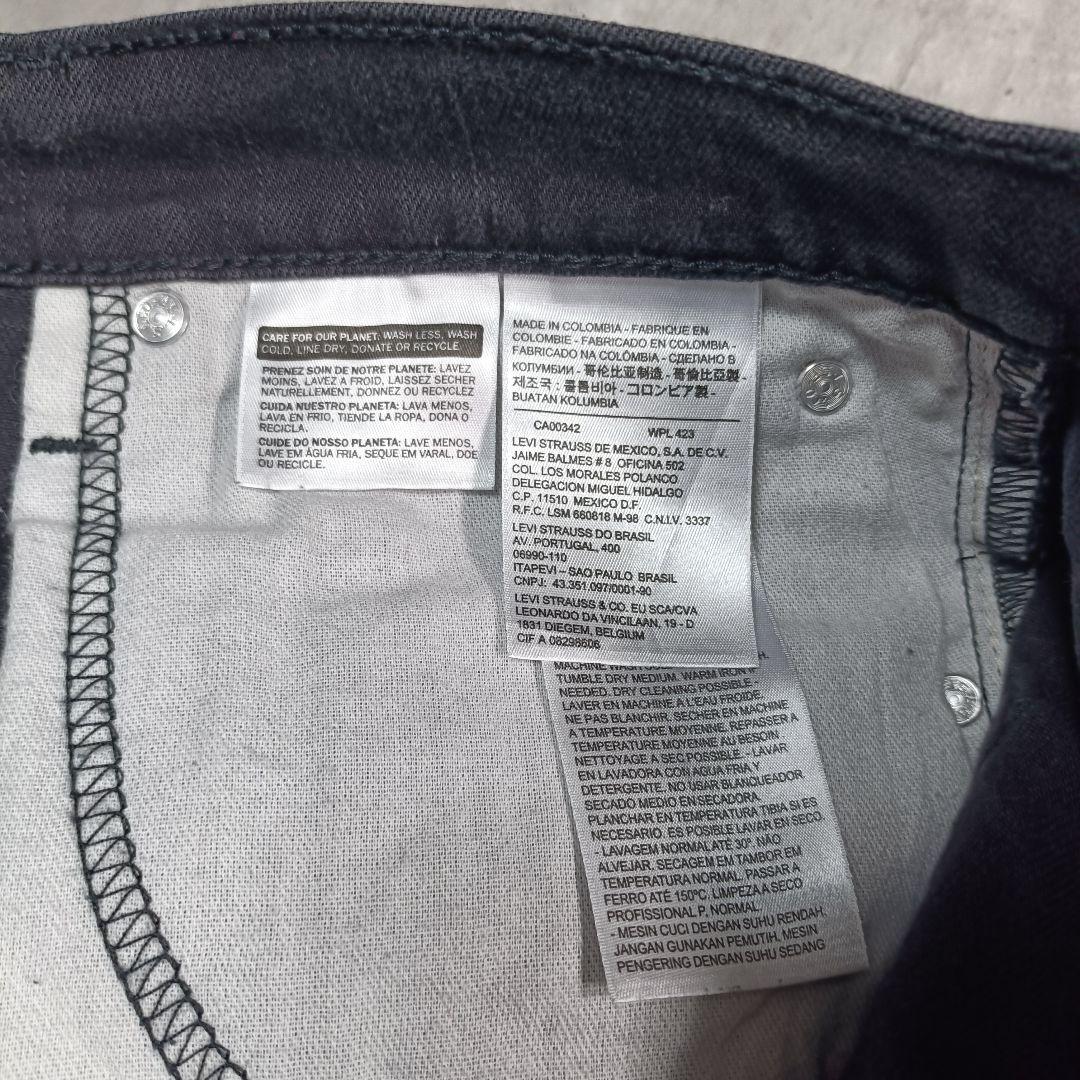 CARE FOR OUR PLANET: WASH LESS, WASH
COLD, LINE DRY, DONATE OR RECYCLE
PRENEZ SOIN DE NOTRE PLANETE: LAVEZ
MOINS, LAVEZ A FROID, LAISSEZ SECHER
NATURELLEMENT, DONNEZ OU RECYCLEZ
CUIDA NUESTRO PLANETA: LAVA MENOS,
LAVA EN FRIO, TIENDE LA ROPA, DONA O
RECICLA.
CUIDE DO NOSSO PLANETA: LAVE MENOS,
LAVE EM ÁGUA FRIA, SEQUE EM VARAL, DOE
OU RECICLE.
MADE IN COLOMBIA - FABRIQUE EN
COLOMBIE - FABRICADO EN COLOMBIA -
FABRICADO NA COLÔMBIA - СДЕЛАНО В
КОЛУМБИИ - 哥伦比亚制造 - 哥倫比亞製 -
제조국 : 콜롬비아 - コロンビア製 -
BUATAN KOLUMBIA
CA00342 WPL 423
LEVI STRAUSS DE MEXICO, S.A. DE C.V.
JAIME BALMES # 8 OFICINA 502
COL. LOS MORALES POLANCO
DELEGACION MIGUEL HIDALGO
C.P. 11510 MEXICO D.F.
R.F.C. LSM 660818 M-98 C.N.I.V. 3337
LEVI STRAUSS DO BRASIL
AV. PORTUGAL, 400
06990-110
ITAPEVI – SAO PAULO BRASIL
CNPJ: 43.351.097/0001-90
LEVI STRAUSS & CO. EU SCA/CVA
LEONARDO DA VINCILAAN, 19 - D
1831 DIEGEM, BELGIUM
CIF A 08298606
MACHINE WASH
TUMBLE DRY MEDIUM. WARM IRON
NEEDED. DRY CLEANING POSSIBLE -
LAVER EN MACHINE A L'EAU FROIDE
NE PAS BLANCHIR. SECHER EN MACHINE
A TEMPERATURE MOYENNE. REPASSER A
TEMPERATURE MOYENNE AU BESOIN
NETTOYAGE A SEC POSSIBLE. - LAVAR
EN LAVADORA CON AGUA FRIA Y
DETERGENTE. NO USAR BLANQUEADOR
SECADO MEDIO EN SECADORA.
PLANCHAR EN TEMPERATURA TIBIA SI ES
NECESARIO. ES POSIBLE LAVAR EN SECO
- LAVAGEM NORMAL ATÉ 30º. NÃO
ALVEJAR. SECAGEM EM TAMBOR EM
TEMPERATURA NORMAL. PASSAR A
FERRO ATÉ 150ºC. LIMPEZA A SECO
PROFISSIONAL P, NORMAL
- MESIN CUCI DENGAN SUHU RENDAH.
JANGAN GUNAKAN PEMUTIH. MESIN
PENGERING DENGAN SUHU SEDANG